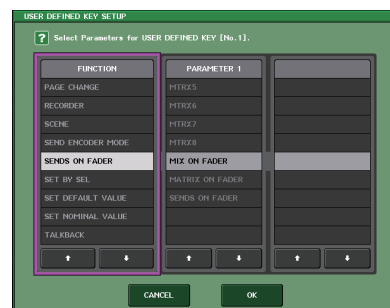 USER DEFINED KEY SETUP
? Select Parameters for USER DEFINED KEY [No.1].
FUNCTION
PAGE CHANGE
RECORDER
SCENE
SEND ENCODER MODE
SENDS ON FADER
SET BY SEL
SET DEFAULT VALUE
SET NOMINAL VALUE
TALKBACK
PARAMETER 1
MTRX5
MTRX6
MTRX7
MTRX8
MIX ON FADER
MATRIX ON FADER
SENDS ON FADER
CANCEL
OK